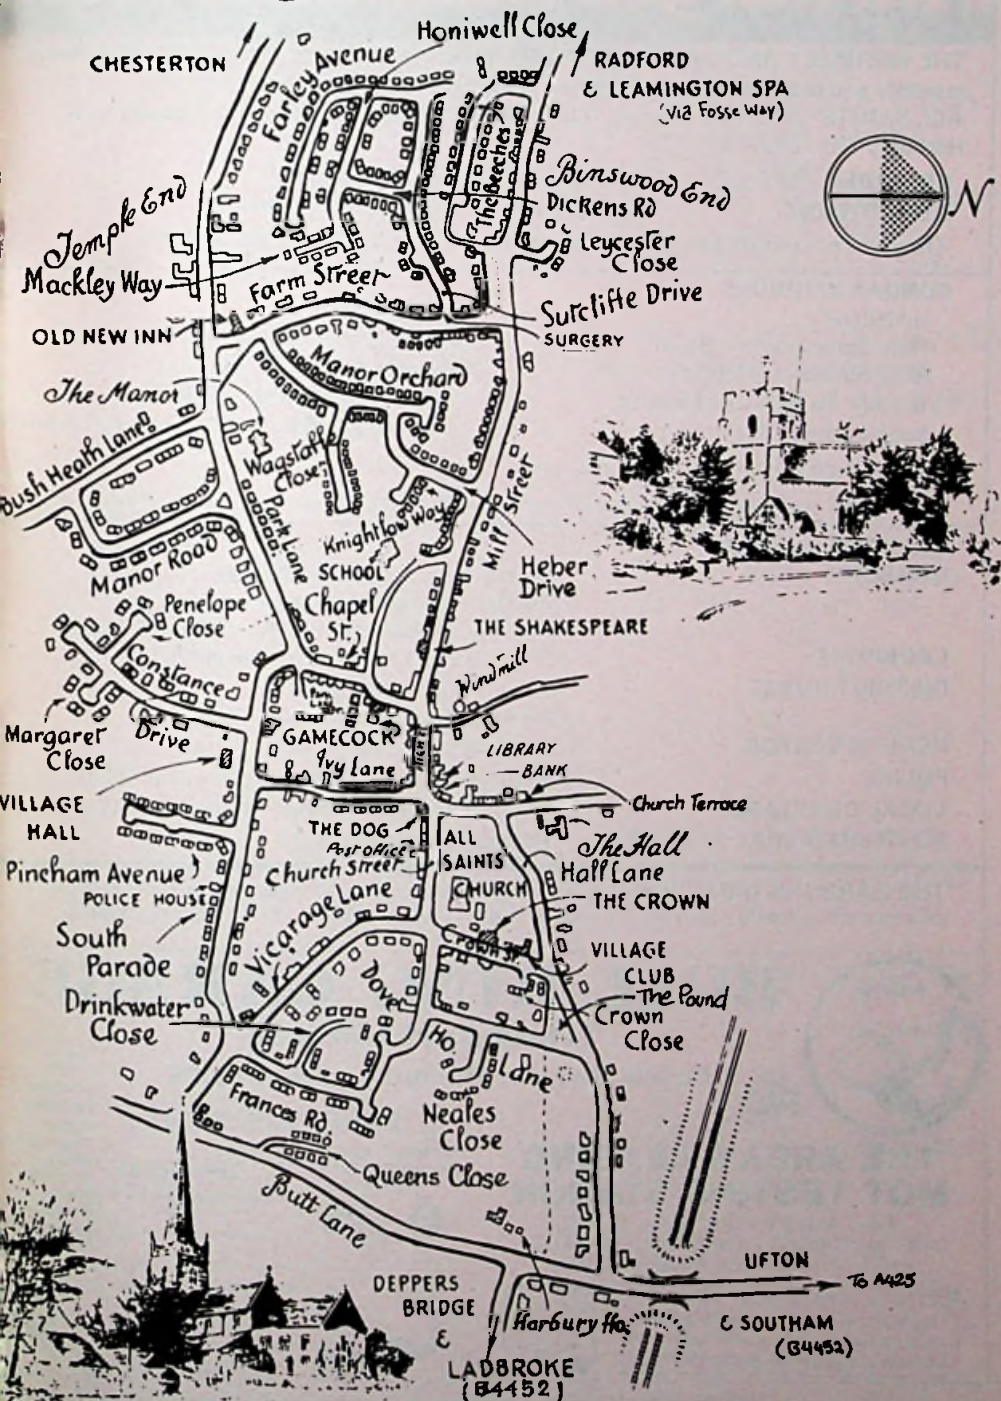 Honiwell Close
CHESTERTON
Farley Avenue
RADFORD
& LEAMINGTON SPA
(via Fosse Way)
The Beeches
Binswood End
Dickens Rd
N
Temple End
Leycester
Close
Mackley Way
Farm Street
Sutcliffe Drive
OLD NEW INN
SURGERY
Manor Orchard
The Manor
Bush Heath Lane
Wagstaff
Close
Park Lane
Mill Street
Knightlow Way
SCHOOL
Heber
Drive
Manor Road
Penelope
Close
Chapel
St.
THE SHAKESPEARE
Constance
Drive
Windmill
Margaret
Close
GAMECOCK
LIBRARY
BANK
Ivy Lane
VILLAGE
HALL
Church Terrace
THE DOG
Post office
ALL
SAINTS
CHURCH
The Hall
Hall Lane
Pincham Avenue
Church Street
POLICE HOUSE
THE CROWN
Vicarage Lane
South
Parade
Crown St.
VILLAGE
CLUB
The Pound
Dovel
Drinkwater
Close
Crown
Close
Ho.
Lane
Frances Rd
Neales
Close
Queens Close
Butt Lane
UFTON
To A425
DEPPERS
BRIDGE
&
LADBROKE
(B4452)
Harbury Ho.
& SOUTHAM
(B4452)